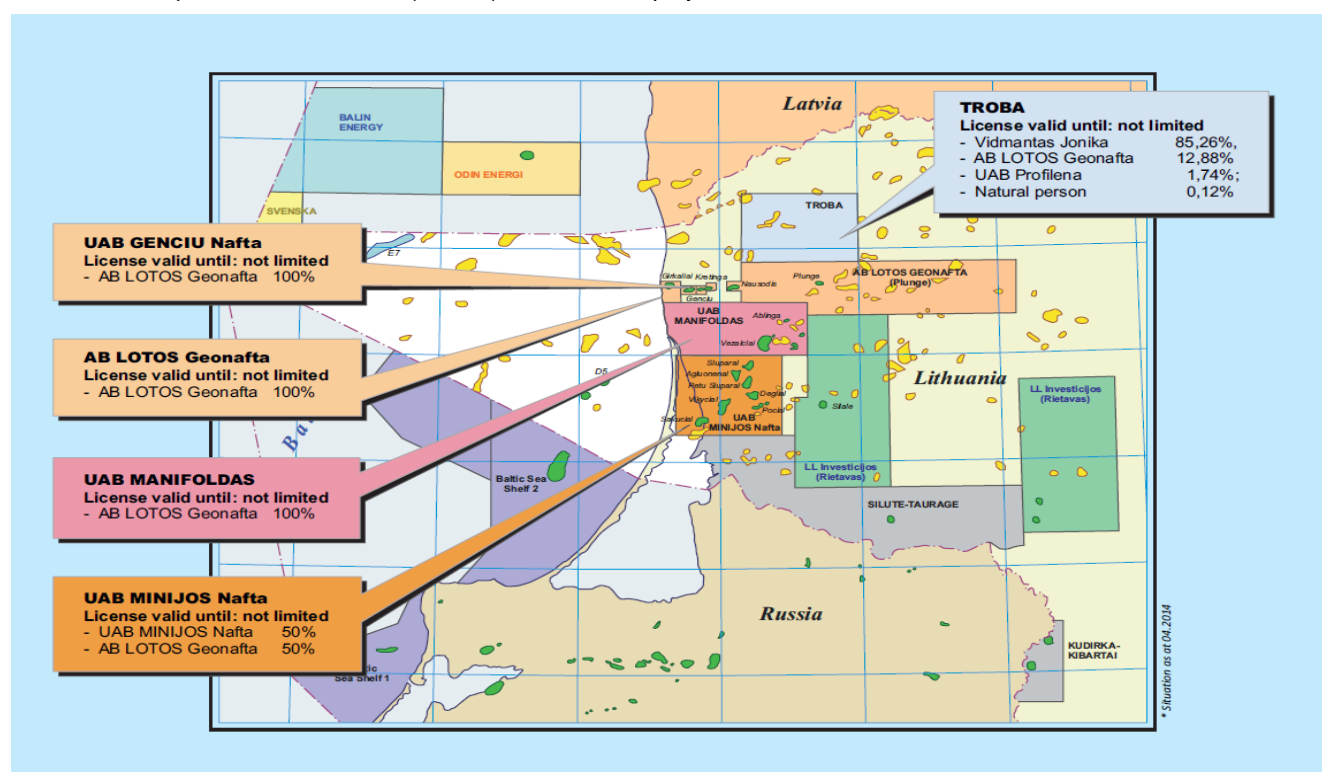 Latvia
TROBA
License valid until: not limited
- Vidmantas Jonika 85,26%,
- AB LOTOS Geonafta 12,88%
- UAB Profilena 1,74%;
- Natural person 0,12%
BALIN
ENERGY
ODIN ENERGI
SVENSKA
TROBA
UAB GENCIU Nafta
License valid until: not limited
- AB LOTOS Geonafta 100%
E7
Girkaliai Kretinga
Genciu
Nausodis
Plunge
AB LOTOS GEONAFTA
(Plunge)
UAB
MANIFOLDAS
Ablinga
Vezaiciai
AB LOTOS Geonafta
License valid until: not limited
- AB LOTOS Geonafta 100%
D5
Siuparai
Agluonenai
Petu Siuparai
Vilkyciai
Degliai
Pociai
Sakuciai
UAB
MINIJOS Nafta
Silale
Lithuania
LL Investicijos
(Rietavas)
LL Investicijos
(Rietavas)
Ba
UAB MANIFOLDAS
License valid until: not limited
- AB LOTOS Geonafta 100%
Baltic Sea
Shelf 2
SILUTE-TAURAGE
UAB MINIJOS Nafta
License valid until: not limited
- UAB MINIJOS Nafta 50%
- AB LOTOS Geonafta 50%
Russia
Sea Shelf 1
KUDIRKA-
KIBARTAI
* Situation as at 04.2014